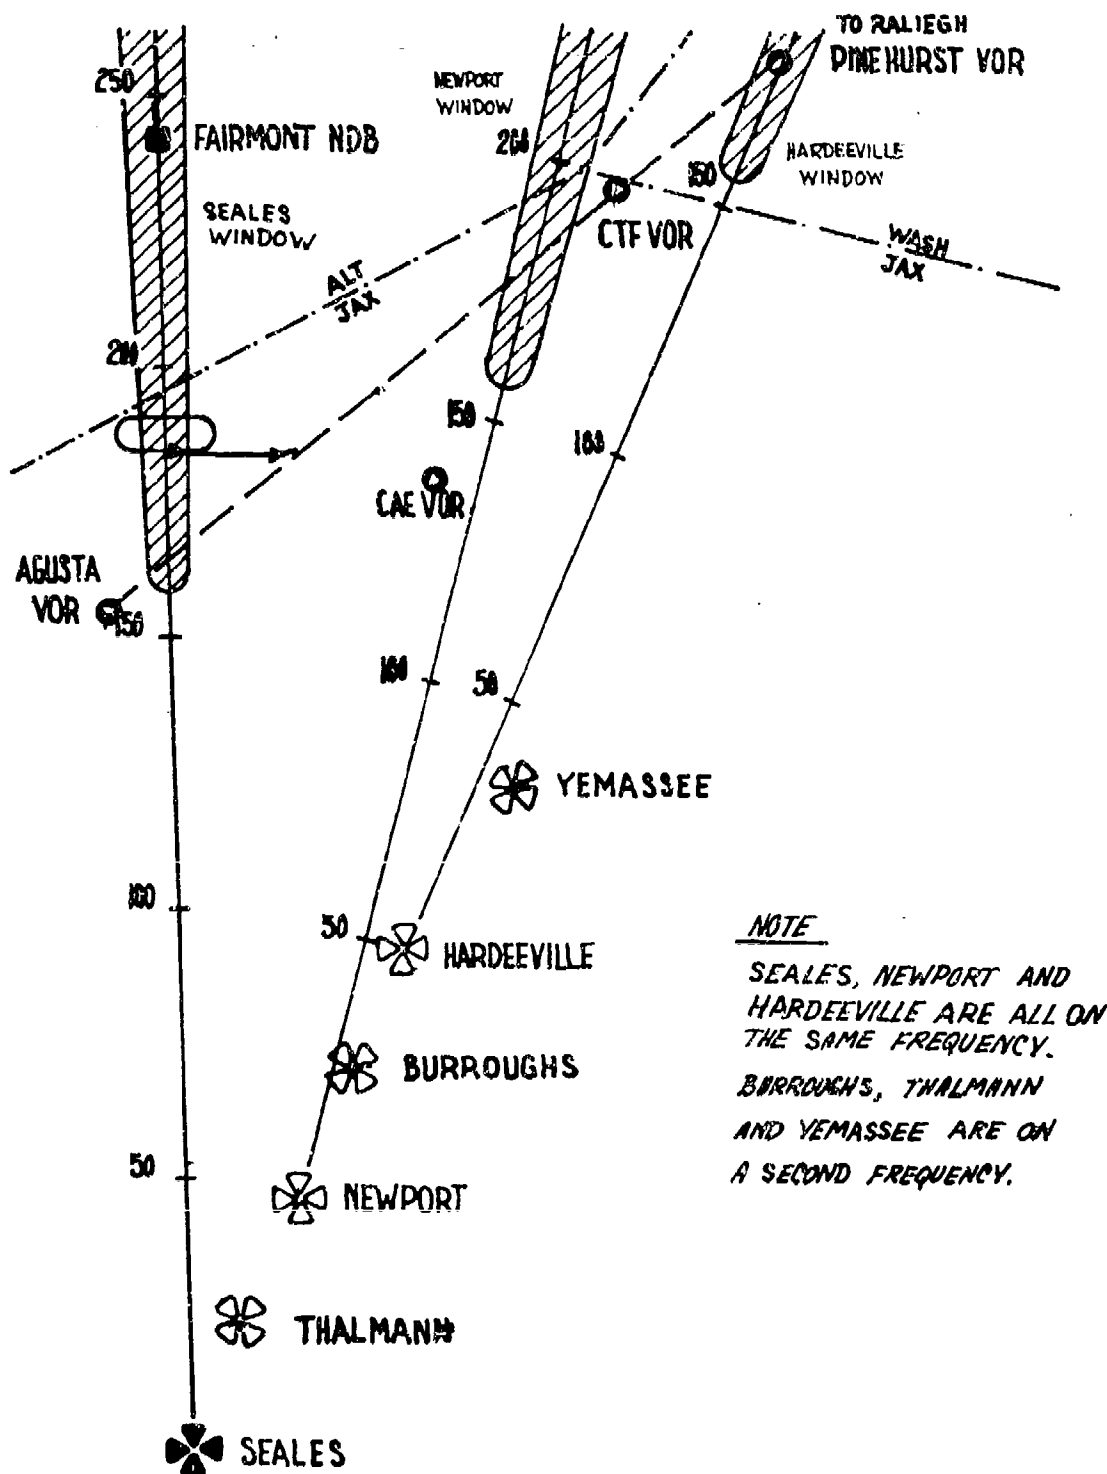 TO RALIEGH
PINEHURST VOR
NEWPORT
WINDOW
250
FAIRMONT NDB
200
HARDEEVILLE
WINDOW
150
SEALES
WINDOW
CTF VOR
WASH
JAX
ALT
JAX
200
150
100
CAE VOR
AGUSTA
VOR
150
100
50
YEMASSEE
100
50
HARDEEVILLE
NOTE
SEALES, NEWPORT AND
HARDEEVILLE ARE ALL ON
THE SAME FREQUENCY.
BURROUGHS, THALMANN
AND YEMASSEE ARE ON
A SECOND FREQUENCY.
BURROUGHS
50
NEWPORT
THALMANN
SEALES